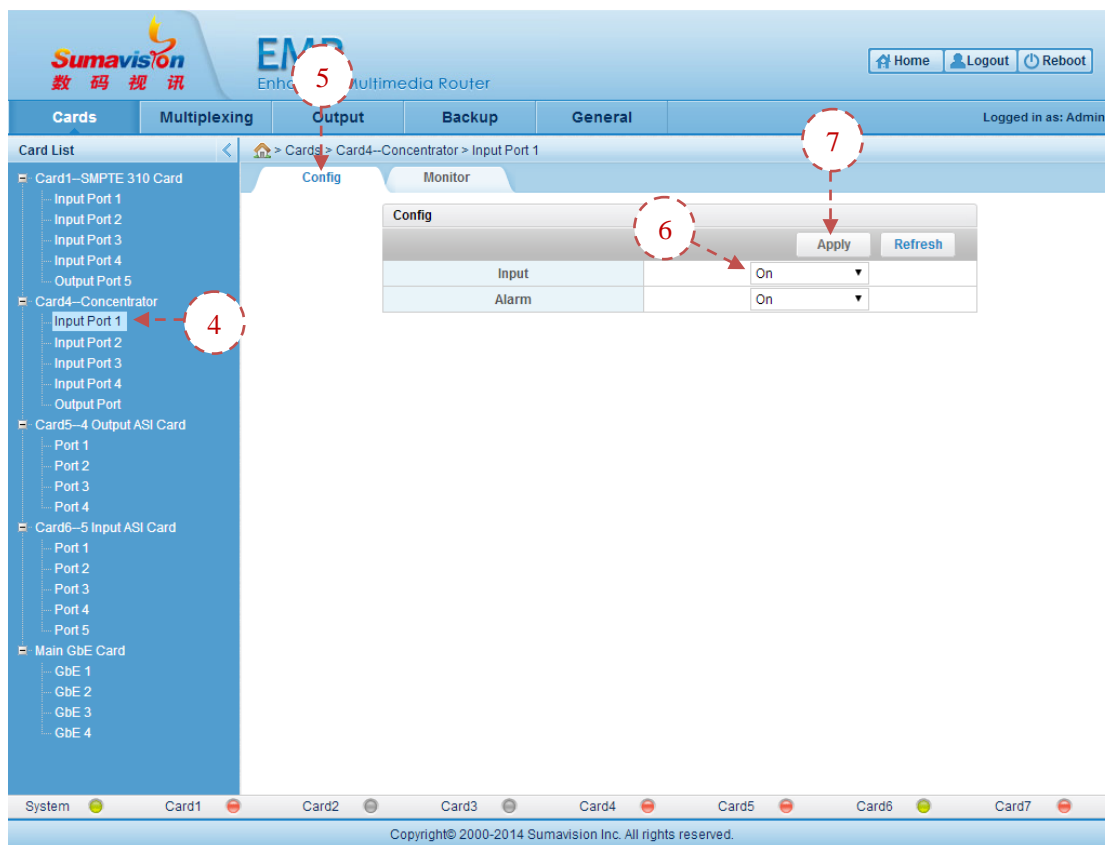 Sumavision
数码视讯
EMR
Enhanced Multimedia Router
Home Logout Reboot
Cards Multiplexing Output Backup General Logged in as: Admin
Card List
> Cards > Card4--Concentrator > Input Port 1
Config Monitor
Card1--SMPTE 310 Card
Input Port 1
Input Port 2
Input Port 3
Input Port 4
Output Port 5
Card4--Concentrator
Input Port 1
Input Port 2
Input Port 3
Input Port 4
Output Port
Card5--4 Output ASI Card
Port 1
Port 2
Port 3
Port 4
Card6--5 Input ASI Card
Port 1
Port 2
Port 3
Port 4
Port 5
Main GbE Card
GbE 1
GbE 2
GbE 3
GbE 4
Config
Apply Refresh
Input On
Alarm On
4
5
6
7
System Card1 Card2 Card3 Card4 Card5 Card6 Card7
Copyright© 2000-2014 Sumavision Inc. All rights reserved.